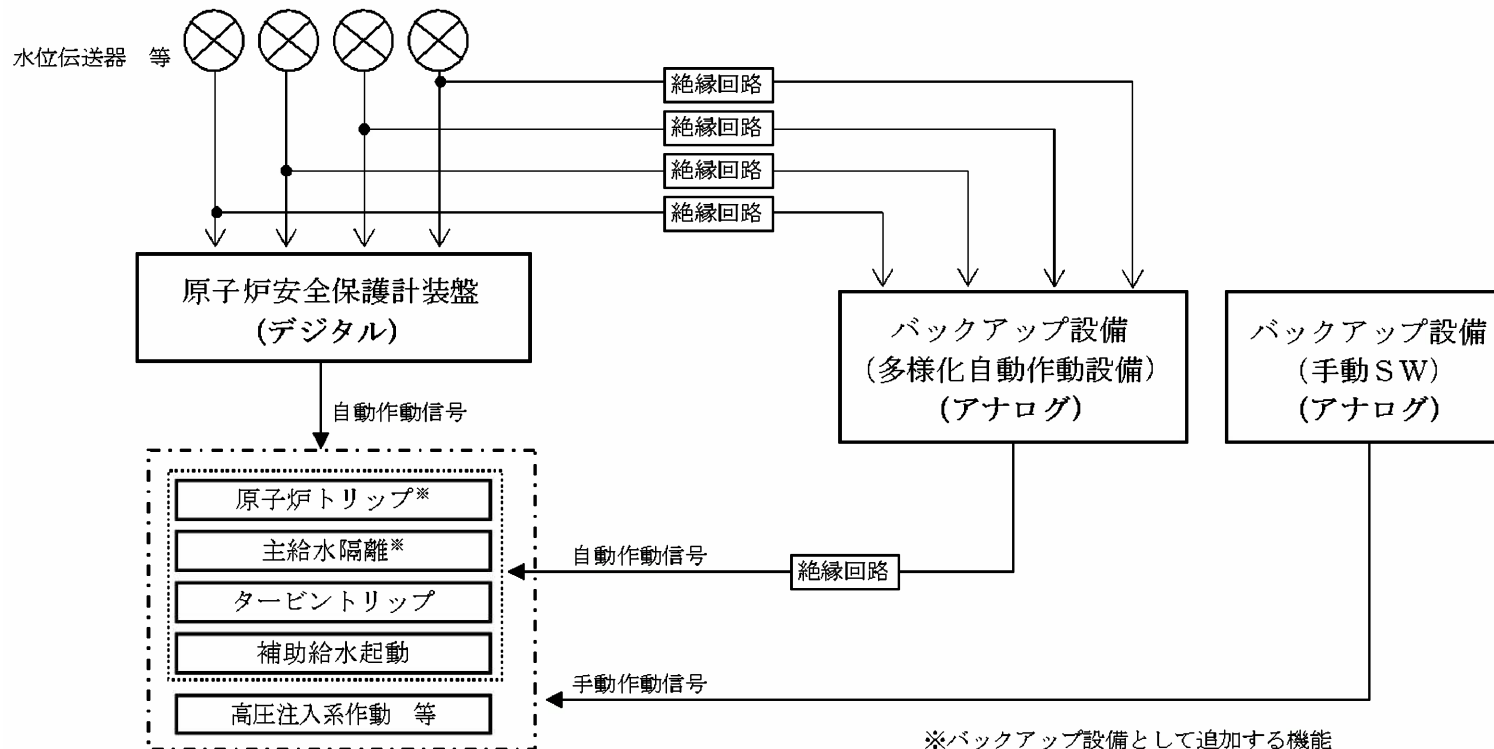 水位伝送器　等
絶縁回路
絶縁回路
絶縁回路
絶縁回路
原子炉安全保護計装盤
(デジタル)
バックアップ設備
(多様化自動作動設備)
(アナログ)
バックアップ設備
(手動ＳＷ)
(アナログ)
自動作動信号
原子炉トリップ※
主給水隔離※
タービントリップ
補助給水起動
高圧注入系作動　等
自動作動信号
絶縁回路
手動作動信号
※バックアップ設備として追加する機能